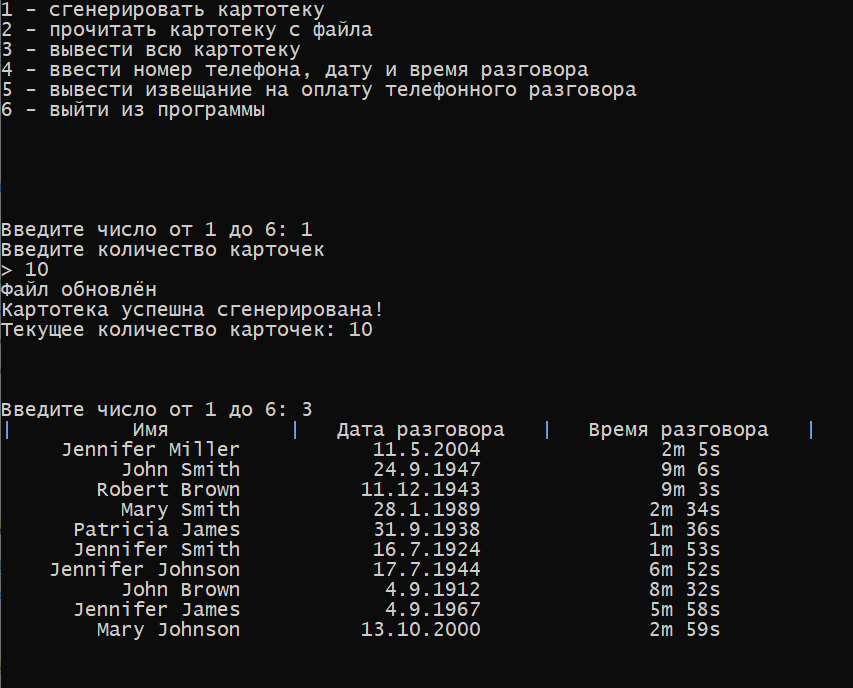 1 - сгенерировать картотеку
2 - прочитать картотеку с файла
3 - вывести всю картотеку
4 - ввести номер телефона, дату и время разговора
5 - вывести извещание на оплату телефонного разговора
6 - выйти из программы
Введите число от 1 до 6: 1
Введите количество карточек
> 10
Файл обновлён
Картотека успешна сгенерирована!
Текущее количество карточек: 10
Введите число от 1 до 6: 3
| Имя | Дата разговора | Время разговора |
Jennifer Miller 11.5.2004 2m 5s
John Smith 24.9.1947 9m 6s
Robert Brown 11.12.1943 9m 3s
Mary Smith 28.1.1989 2m 34s
Patricia James 31.9.1938 1m 36s
Jennifer Smith 16.7.1924 1m 53s
Jennifer Johnson 17.7.1944 6m 52s
John Brown 4.9.1912 8m 32s
Jennifer James 4.9.1967 5m 58s
Mary Johnson 13.10.2000 2m 59s